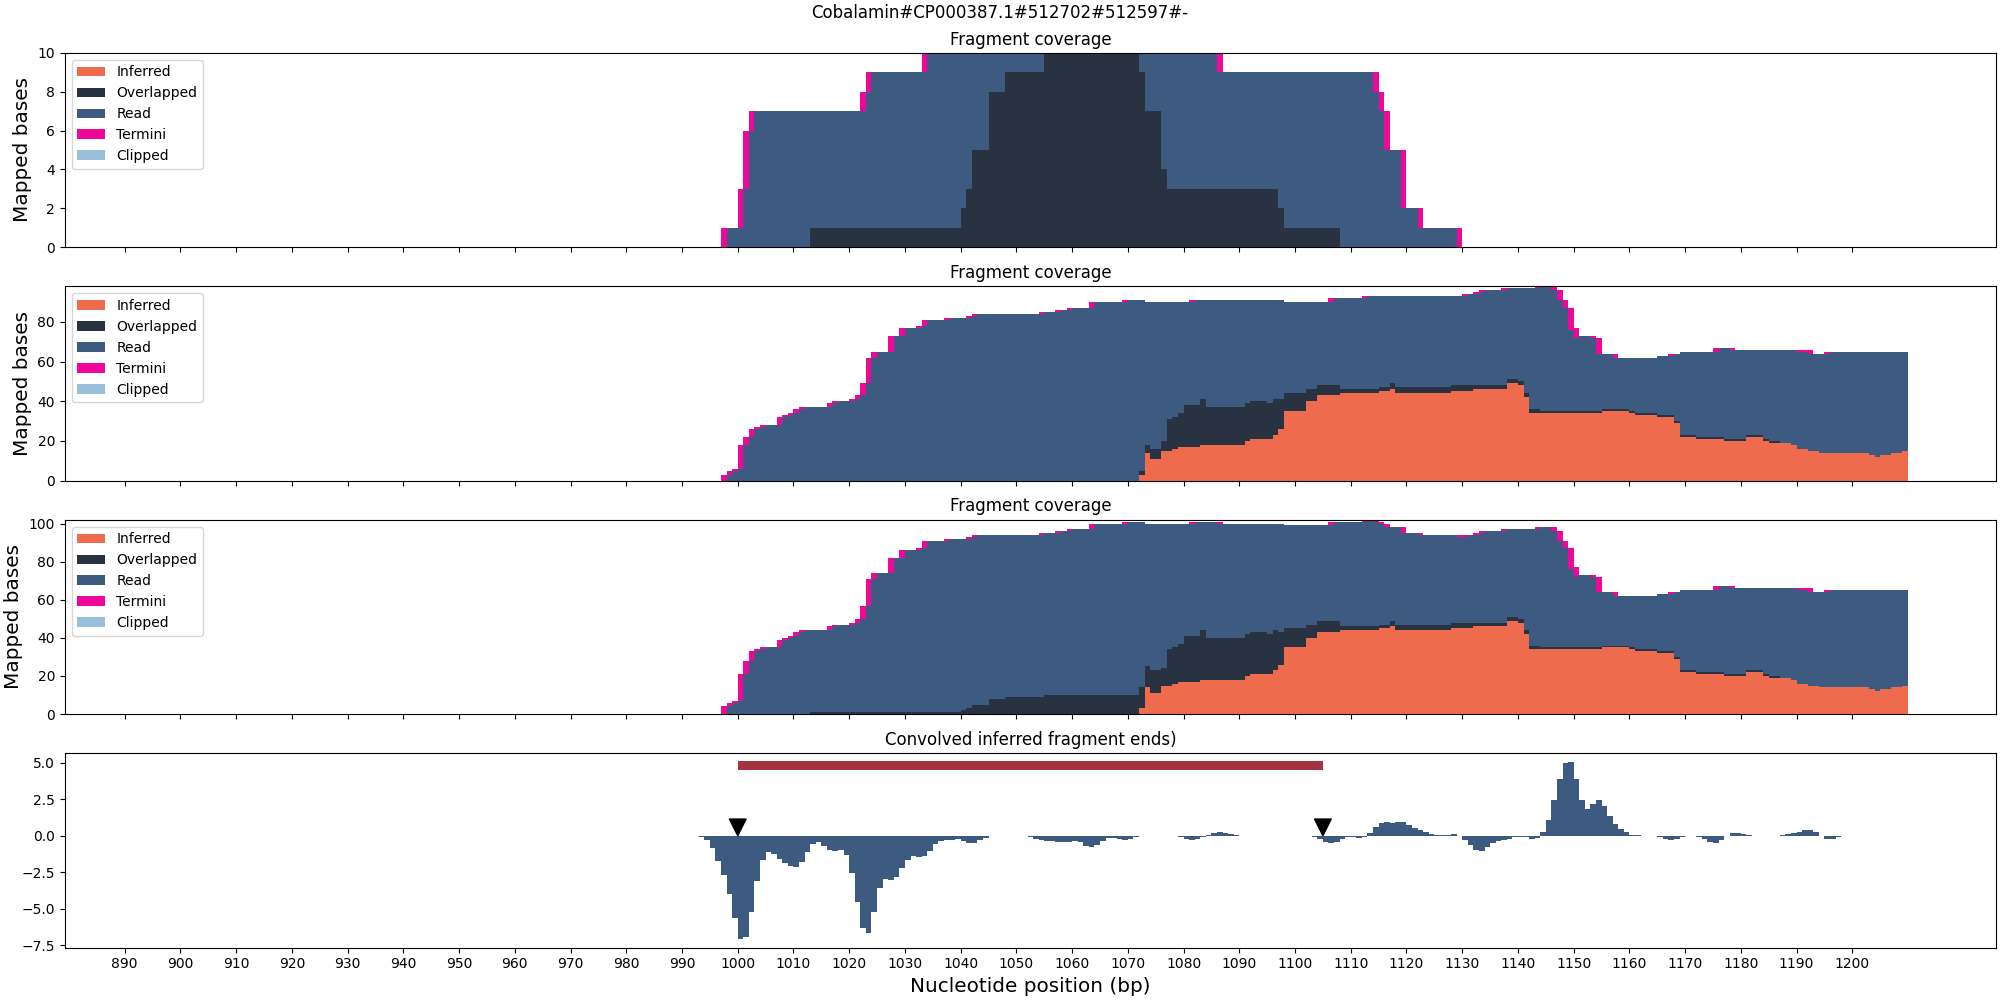 Cobalamin#CP000387.1#512702#512597#-
Fragment coverage
Mapped bases
10
8
6
4
2
0
Inferred
Overlapped
Read
Termini
Clipped
Fragment coverage
Mapped bases
80
60
40
20
0
Inferred
Overlapped
Read
Termini
Clipped
Fragment coverage
Mapped bases
100
80
60
40
20
0
Inferred
Overlapped
Read
Termini
Clipped
Convolved inferred fragment ends)
5.0
2.5
0.0
−2.5
−5.0
−7.5
890 900 910 920 930 940 950 960 970 980 990 1000 1010 1020 1030 1040 1050 1060 1070 1080 1090 1100 1110 1120 1130 1140 1150 1160 1170 1180 1190 1200
Nucleotide position (bp)